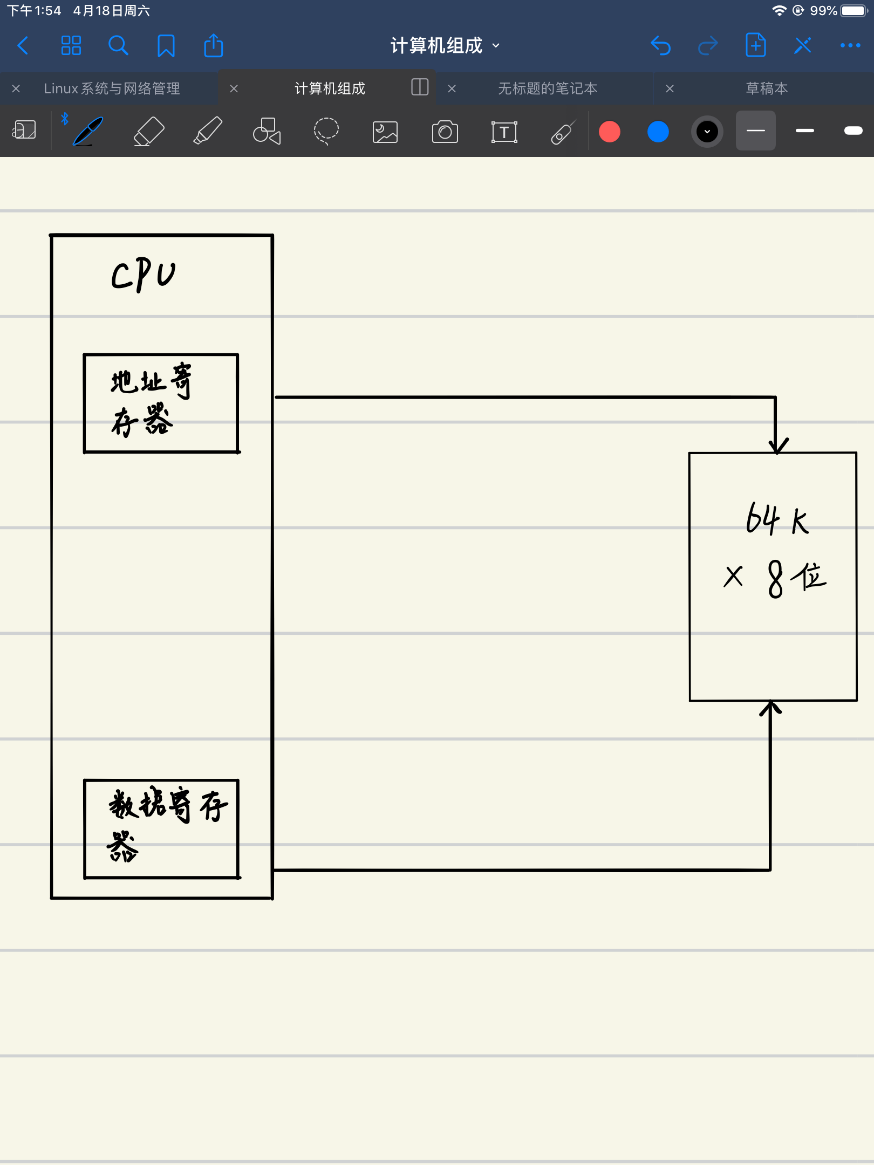 下午1:54 4月18日周六 99%
计算机组成
Linux系统与网络管理 计算机组成 无标题的笔记本 草稿本
T
CPU
地址寄
存器
64K
× 8位
数据寄存
器